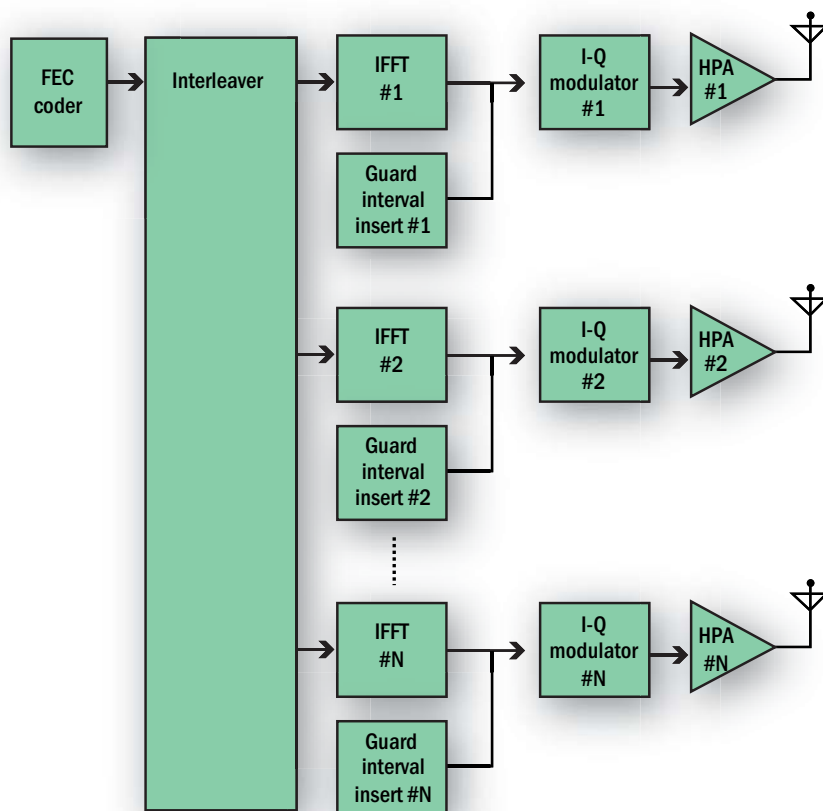 FEC
coder
Interleaver
IFFT
#1
Guard
interval
insert #1
I-Q
modulator
#1
HPA
#1
IFFT
#2
Guard
interval
insert #2
I-Q
modulator
#2
HPA
#2
IFFT
#N
Guard
interval
insert #N
I-Q
modulator
#N
HPA
#N